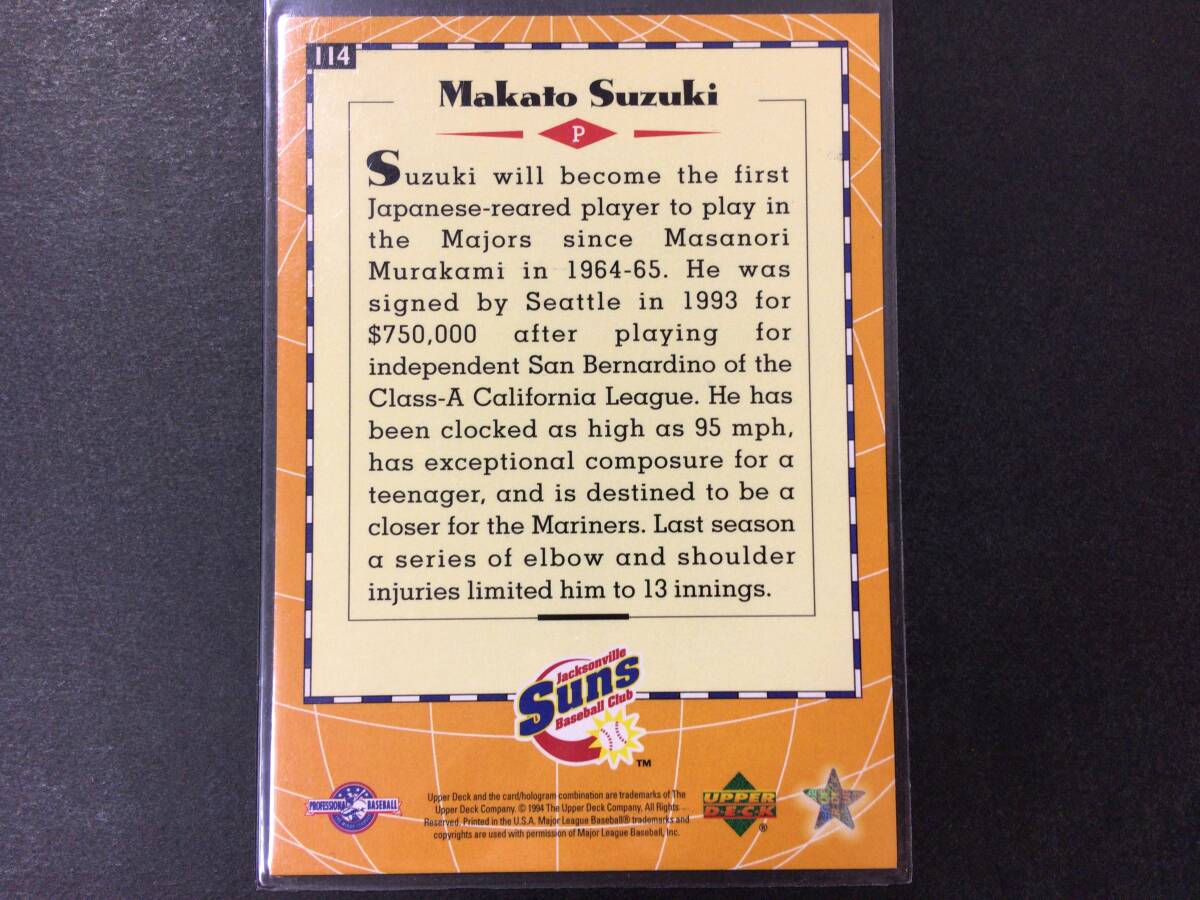 114
Makato Suzuki
P
Suzuki will become the first
Japanese-reared player to play in
the Majors since Masanori
Murakami in 1964-65. He was
signed by Seattle in 1993 for
$750,000 after playing for
independent San Bernardino of the
Class-A California League. He has
been clocked as high as 95 mph,
has exceptional composure for a
teenager, and is destined to be a
closer for the Mariners. Last season
a series of elbow and shoulder
injuries limited him to 13 innings.
Jacksonville
Suns
Baseball Club
TM
PROFESSIONAL BASEBALL
Upper Deck and the card/hologram combination are trademarks of The
Upper Deck Company. © 1994 The Upper Deck Company. All Rights
Reserved. Printed in the U.S.A. Major League Baseball® trademarks and
copyrights are used with permission of Major League Baseball, Inc.
UPPER
DECK
®